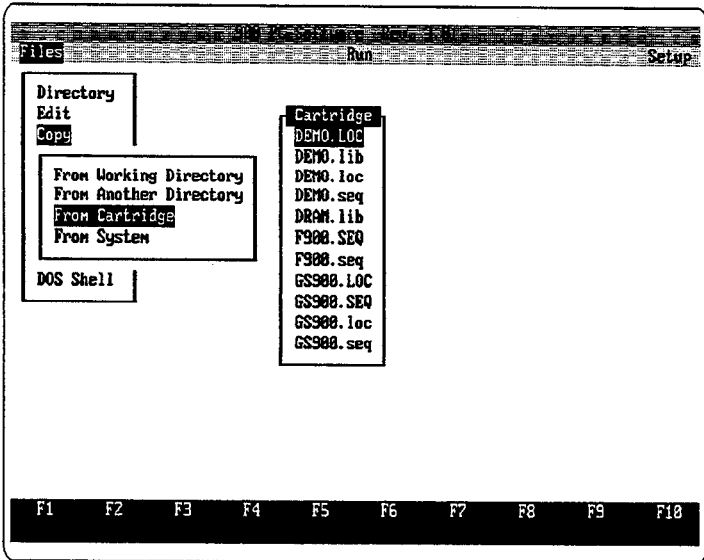 Files Run Setup
Directory
Edit
Copy
From Working Directory
From Another Directory
From Cartridge
From System
DOS Shell
Cartridge
DEMO.LOC
DEMO.lib
DEMO.loc
DEMO.seq
DRAM.lib
F900.SEQ
F900.seq
GS900.LOC
GS900.SEQ
GS900.loc
GS900.seq
F1 F2 F3 F4 F5 F6 F7 F8 F9 F10